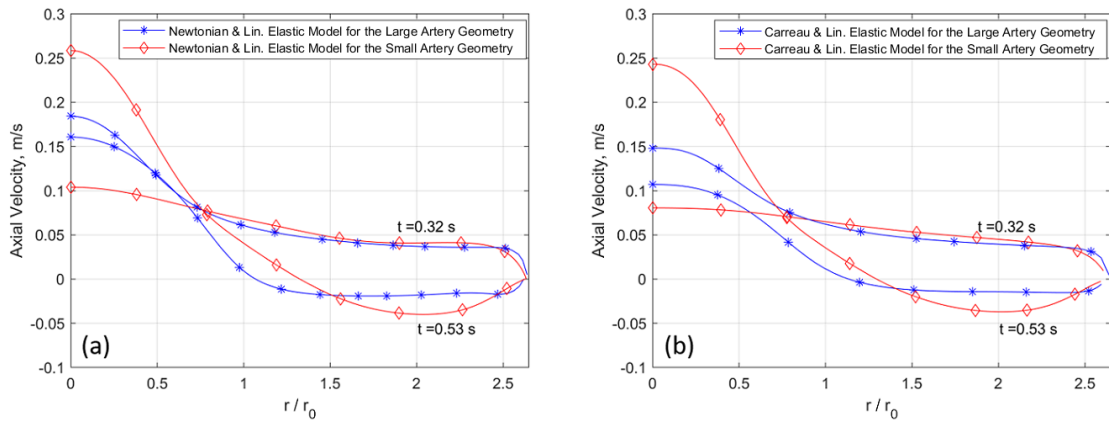 Newtonian & Lin. Elastic Model for the Large Artery Geometry
Newtonian & Lin. Elastic Model for the Small Artery Geometry
0.3
0.25
0.2
0.15
0.1
0.05
0
-0.05
-0.1
Axial Velocity, m/s
t =0.32 s
t =0.53 s
(a)
0 0.5 1 1.5 2 2.5
r / r0
Carreau & Lin. Elastic Model for the Large Artery Geometry
Carreau & Lin. Elastic Model for the Small Artery Geometry
0.3
0.25
0.2
0.15
0.1
0.05
0
-0.05
-0.1
Axial Velocity, m/s
t =0.32 s
t =0.53 s
(b)
0 0.5 1 1.5 2 2.5
r / r0